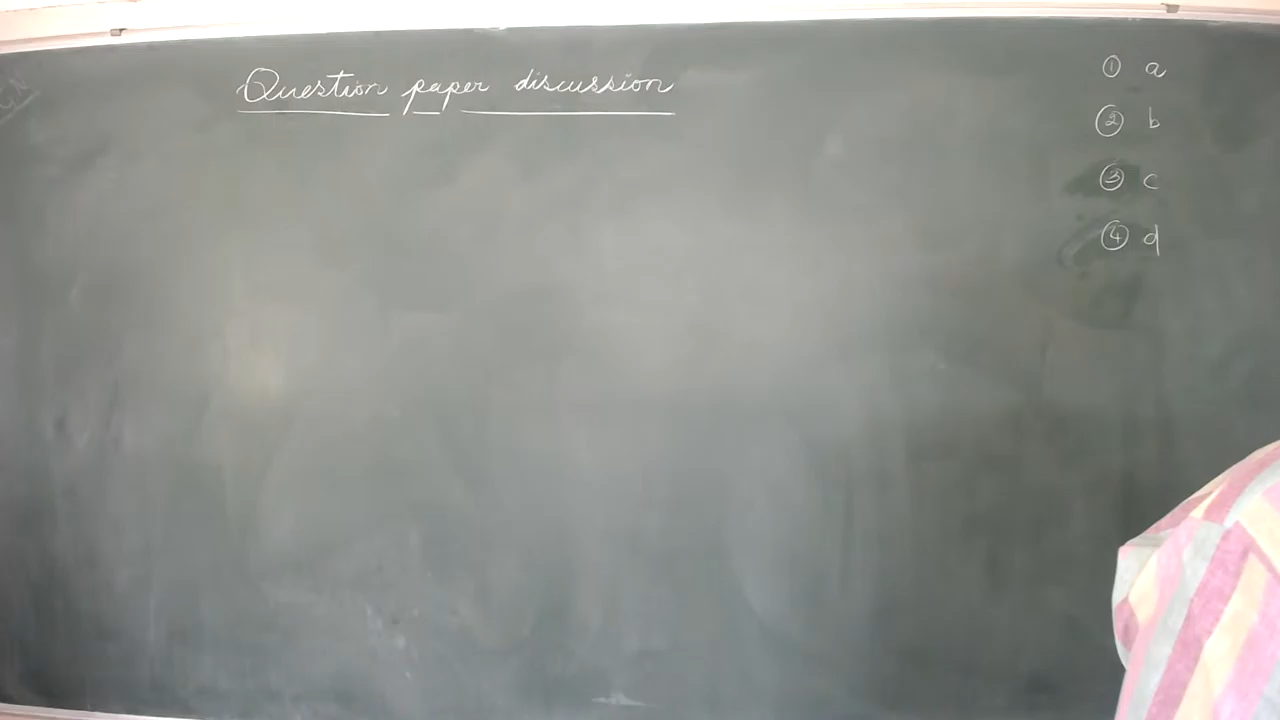 Question paper discussion
① a
② b
③ c
④ d